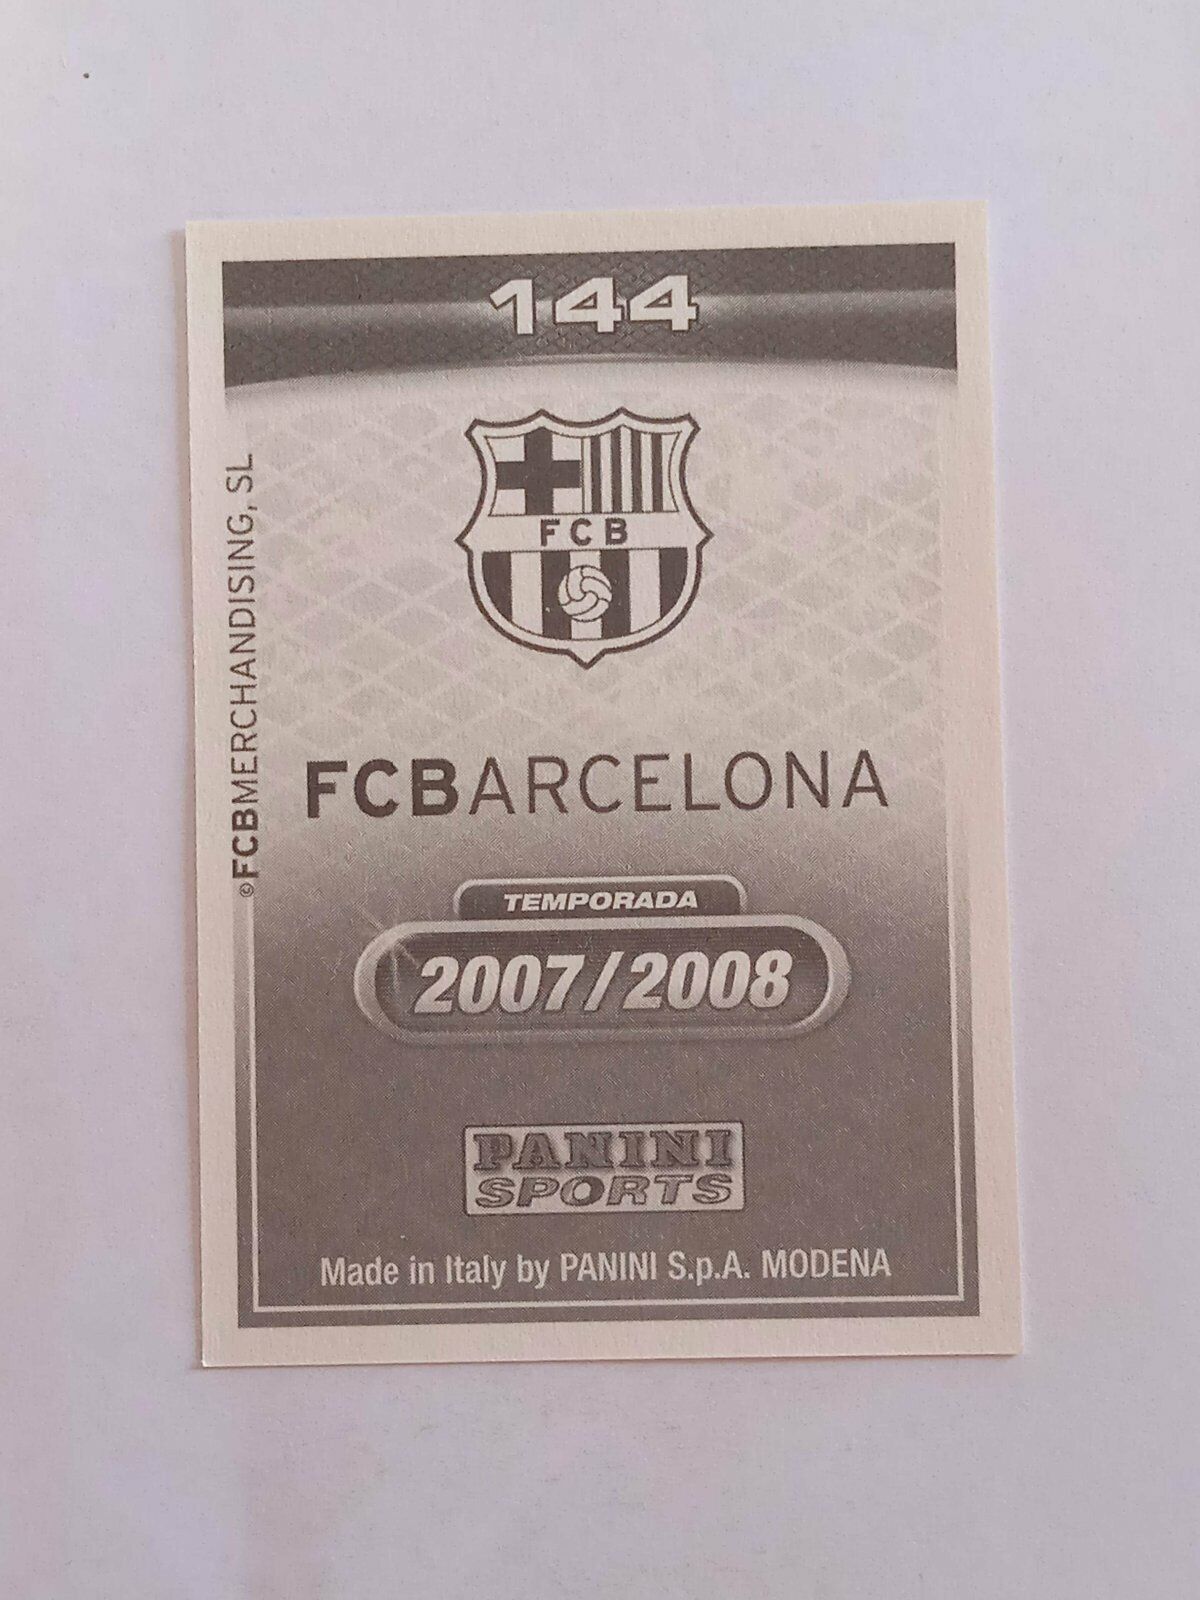 144
FCB
©FCBMERCHANDISING, SL
FCBARCELONA
TEMPORADA
2007/2008
PANINI
SPORTS
Made in Italy by PANINI S.p.A. MODENA